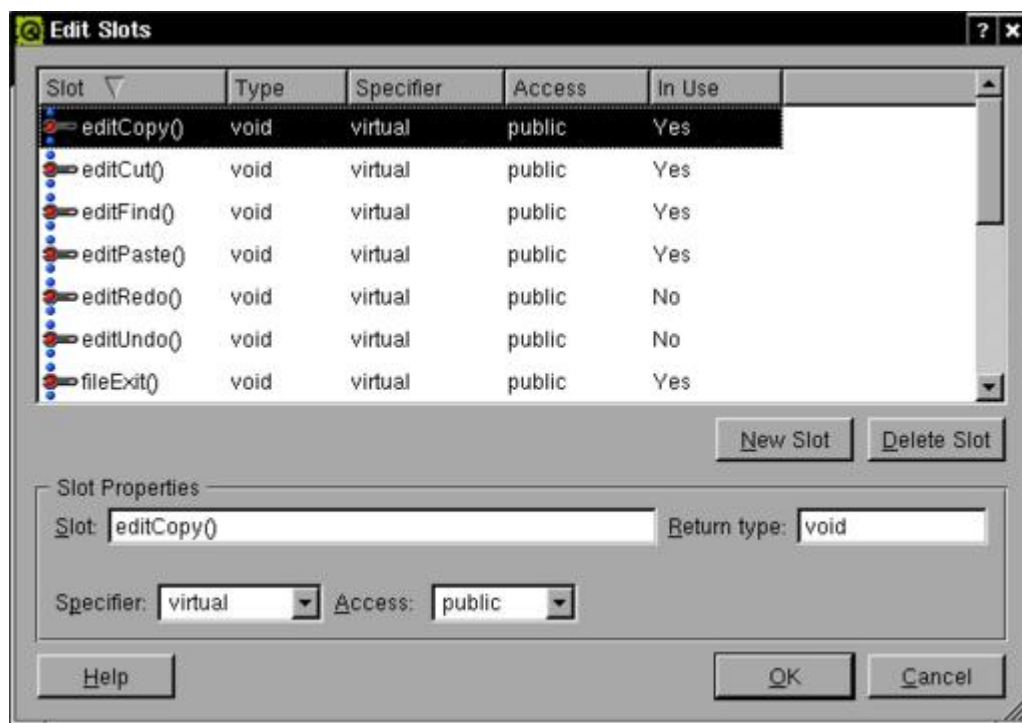 Edit Slots
Slot Type Specifier Access In Use
editCopy() void virtual public Yes
editCut() void virtual public Yes
editFind() void virtual public Yes
editPaste() void virtual public Yes
editRedo() void virtual public No
editUndo() void virtual public No
fileExit() void virtual public Yes
New Slot Delete Slot
Slot Properties
Slot: editCopy() Return type: void
Specifier: virtual Access: public
Help OK Cancel